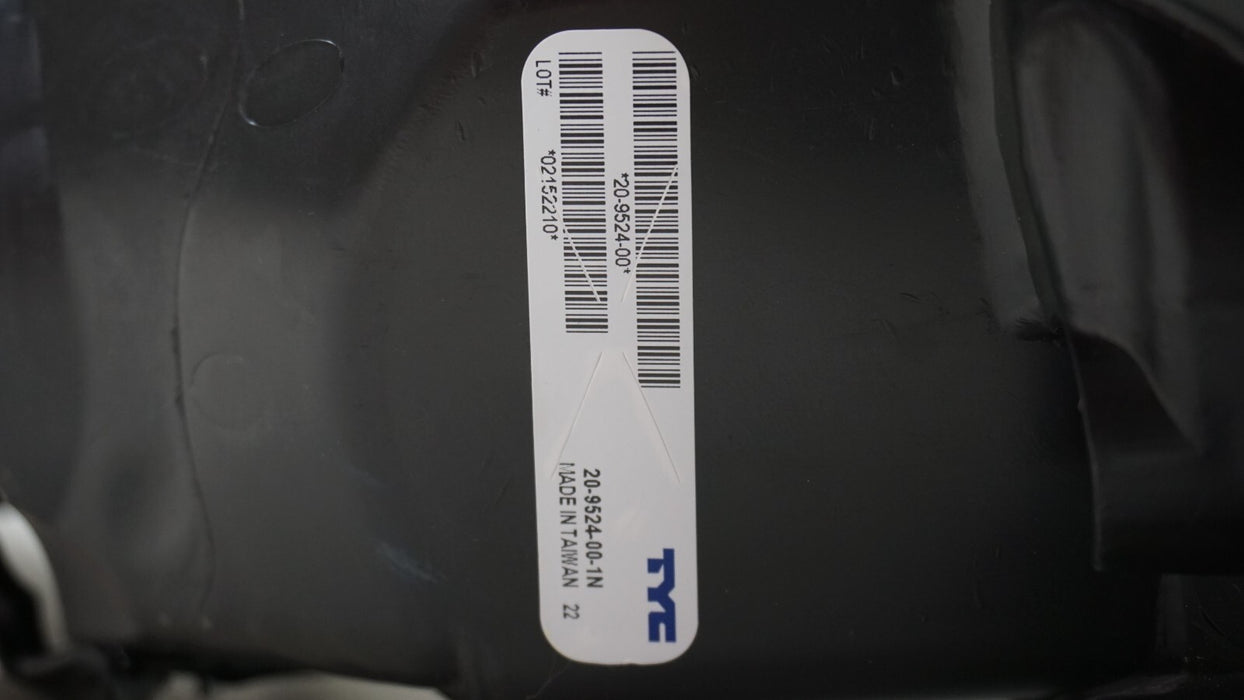 *20-9524-00*
LOT#
*02152210*
TYC
20-9524-00-1N
MADE IN TAIWAN 22